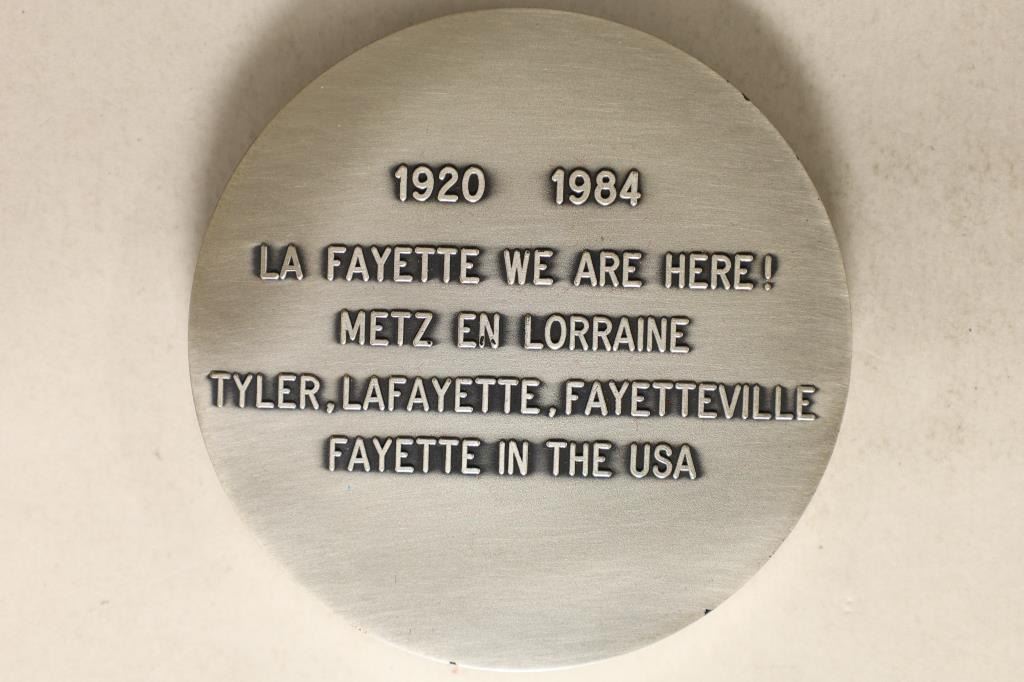 1920 1984
LA FAYETTE WE ARE HERE!
METZ EN LORRAINE
TYLER, LAFAYETTE, FAYETTEVILLE
FAYETTE IN THE USA